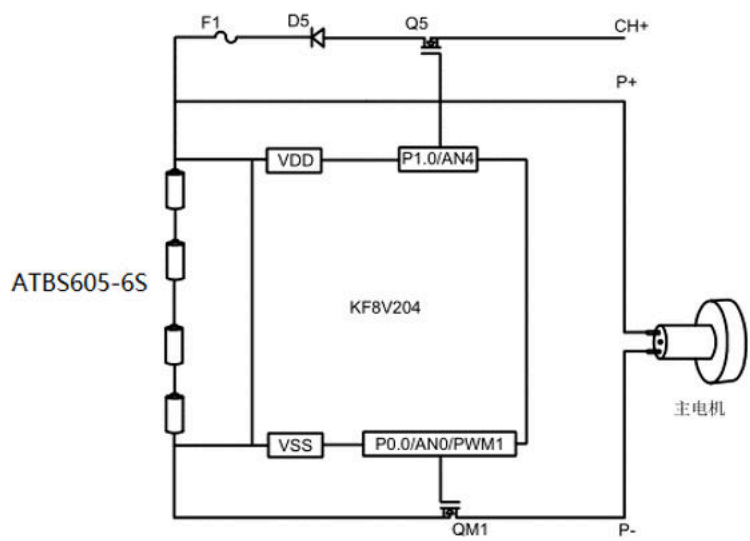 F1
D5
Q5
CH+
P+
VDD
P1.0/AN4
ATBS605-6S
KF8V204
主电机
VSS
P0.0/AN0/PWM1
QM1
P-